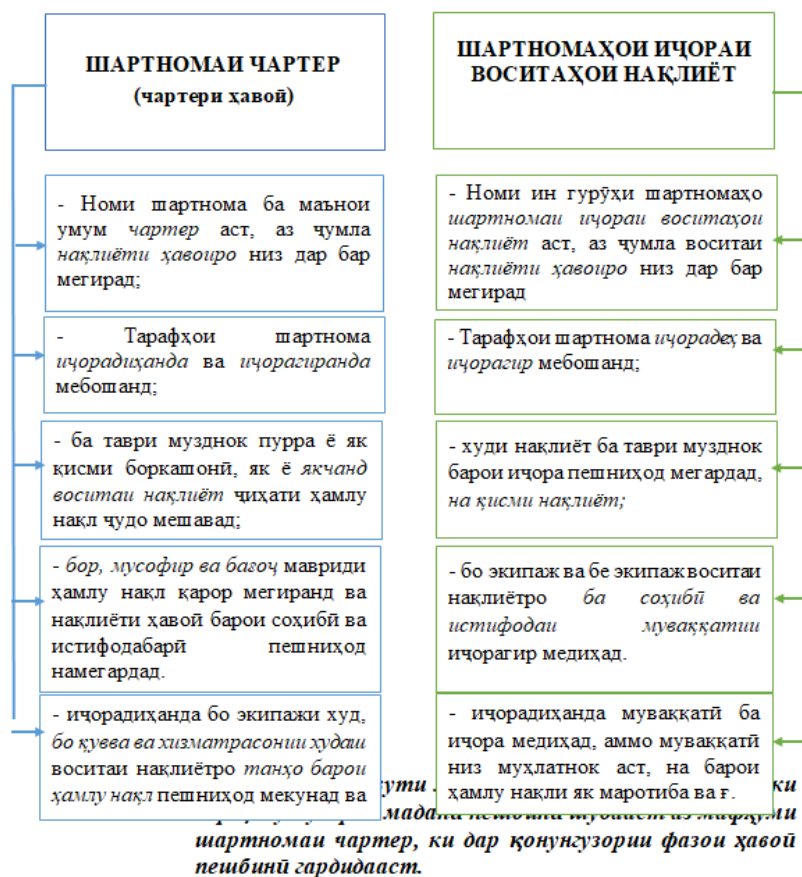 ШАРТНОМАИ ЧАРТЕР
(чартери ҳавоӣ)
- Номи шартнома ба маънои
умум чартер аст, аз ҷумла
нақлиёти ҳавоиро низ дар бар
мегирад;
- Тарафҳои шартнома
иҷорадиҳанда ва иҷорагиранда
мебошанд;
- ба таври музднок пурра ё як
қисми боркашонӣ, як ё якчанд
воситаи нақлиёт ҷиҳати ҳамлу
нақл ҷудо мешавад;
- бор, мусофир ва бағоҷ мавриди
ҳамлу нақл қарор мегиранд ва
нақлиёти ҳавоӣ барои соҳибӣ ва
истифодабарӣ пешниҳод
намегардад.
- иҷорадиҳанда бо экипажи худ,
бо қувва ва хизматрасонии худаш
воситаи нақлиётро танҳо барои
ҳамлу нақл пешниҳод мекунад ва
ШАРТНОМАҲОИ ИҶОРАИ
ВОСИТАҲОИ НАҚЛИЁТ
- Номи ин гурӯҳи шартномаҳо
шартномаи иҷораи воситаҳои
нақлиёт аст, аз ҷумла воситаи
нақлиёти ҳавоиро низ дар бар
мегирад
- Тарафҳои шартнома иҷорадеҳ ва
иҷорагир мебошанд;
- худи нақлиёт ба таври музднок
барои иҷора пешниҳод мегардад,
на қисми нақлиёт;
- бо экипаж ва бе экипаж воситаи
нақлиётро ба соҳибӣ ва
истифодаи муваққатии
иҷорагир медиҳад.
- иҷорадиҳанда муваққатӣ ба
иҷора медиҳад, аммо муваққатӣ
низ муҳлатнок аст, на барои
ҳамлу нақли як маротиба ва ғ.
ки
шартномаи чартер, ки дар қонунгузории фазои ҳавоӣ
пешбинӣ гардидааст.